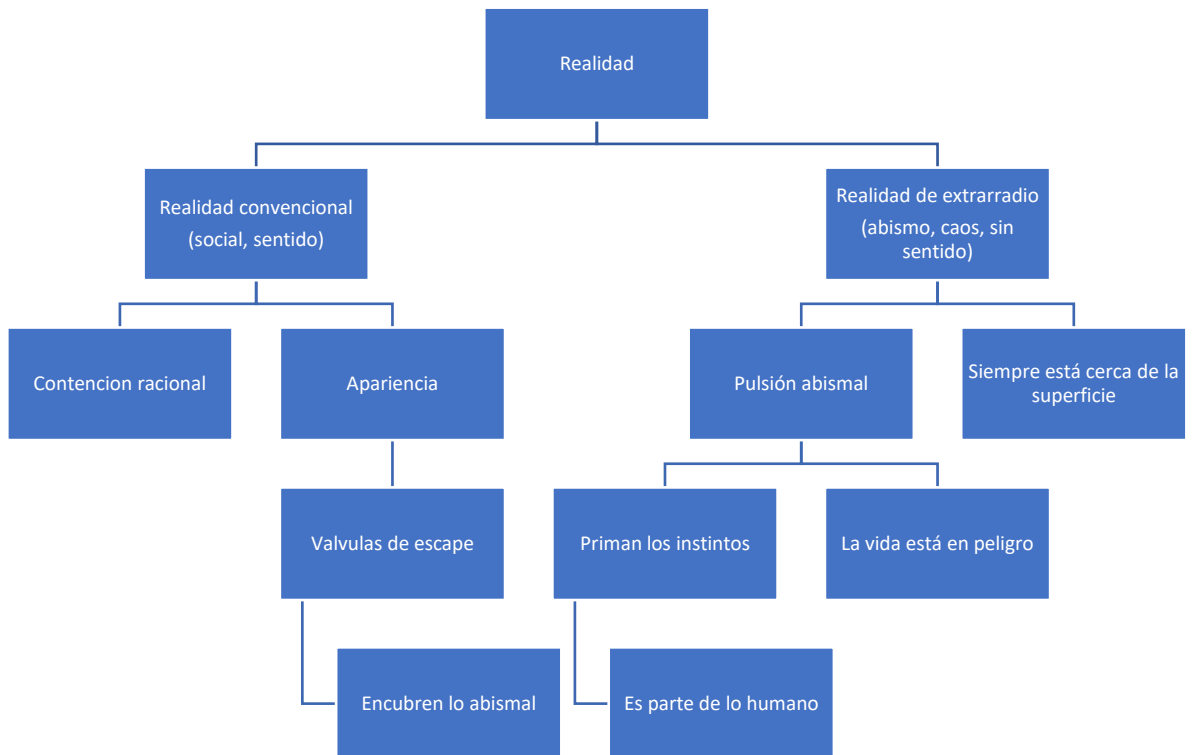 Realidad
Realidad convencional
(social, sentido)
Realidad de extrarradio
(abismo, caos, sin
sentido)
Contencion racional
Apariencia
Pulsión abismal
Siempre está cerca de la
superficie
Valvulas de escape
Priman los instintos
La vida está en peligro
Encubren lo abismal
Es parte de lo humano